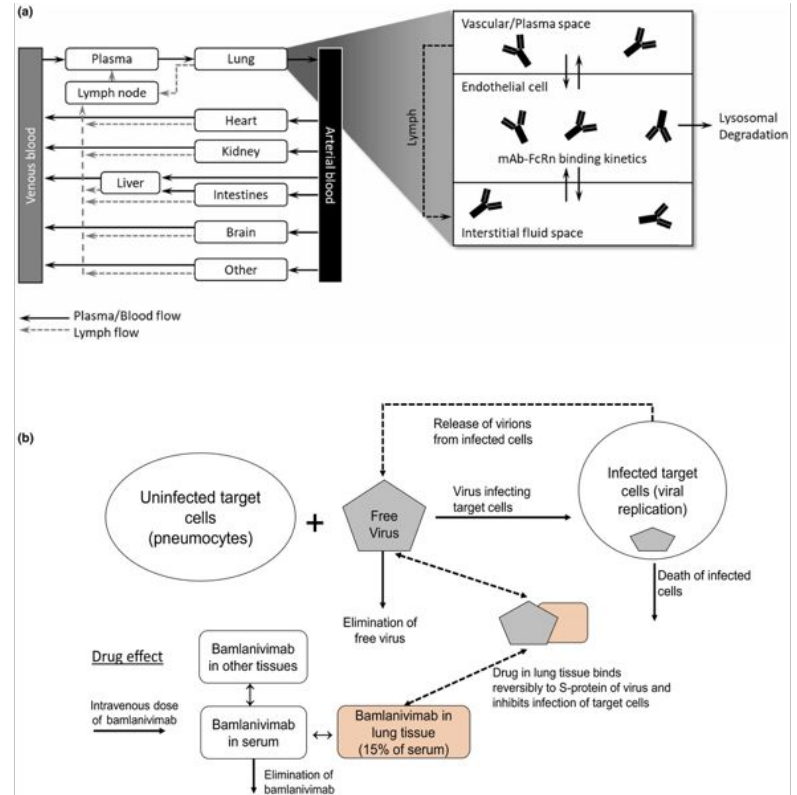 (a)
Venous blood
Plasma
Lung
Lymph node
Heart
Kidney
Liver
Intestines
Brain
Other
Arterial blood
Plasma/Blood flow
Lymph flow
Vascular/Plasma space
Endothelial cell
mAb-FcRn binding kinetics
Interstitial fluid space
Lymph
Lysosomal
Degradation
(b)
Release of virions
from infected cells
Uninfected target
cells
(pneumocytes)
+
Free
Virus
Virus infecting
target cells
Infected target
cells (viral
replication)
Death of infected
cells
Elimination of
free virus
Drug effect
Bamlanivimab
in other tissues
Intravenous dose
of bamlanivimab
Bamlanivimab
in serum
Bamlanivimab in
lung tissue
(15% of serum)
Drug in lung tissue binds
reversibly to S-protein of virus and
inhibits infection of target cells
Elimination of
bamlanivimab